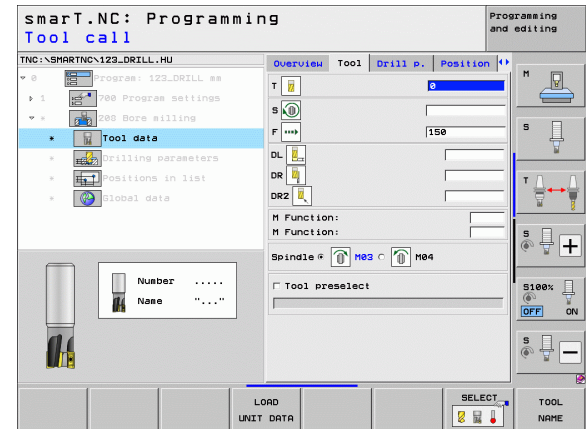 smarT.NC: Programming
Tool call
Programming
and editing
TNC:\SMARTNC\123_DRILL.HU
0 Program: 123_DRILL mm
1 700 Program settings
* 208 Bore milling
* Tool data
* Drilling parameters
* Positions in list
* Global data
Number .....
Name "..."
Overview Tool Drill p. Position
T 0
S
F 150
DL
DR
DR2
M Function:
M Function:
Spindle M03 M04
Tool preselect
M
S
T
S
S100%
OFF ON
S
LOAD
UNIT DATA
SELECT
TOOL
NAME